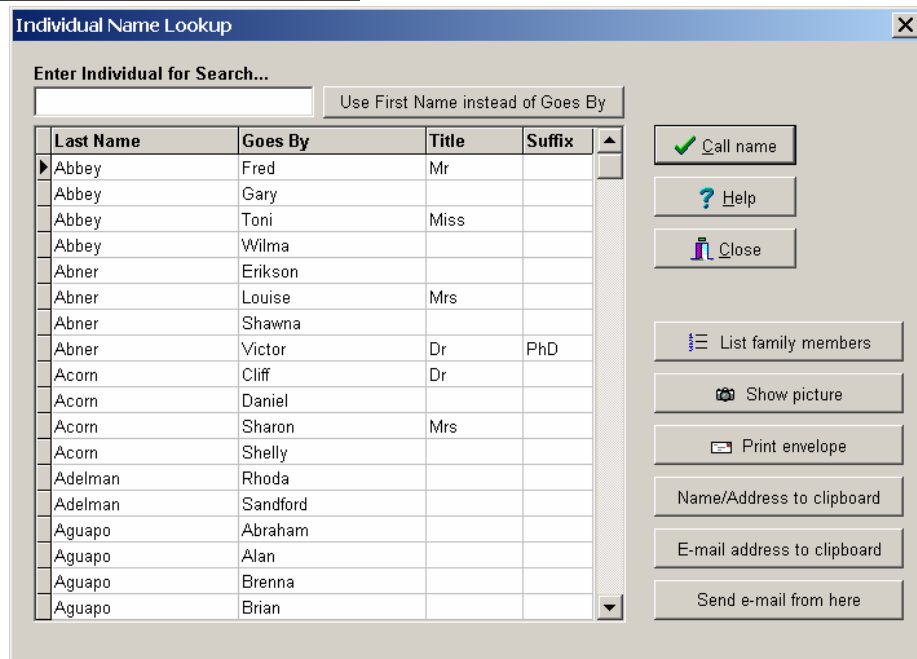 Individual Name Lookup
Enter Individual for Search...
Use First Name instead of Goes By
Last Name Goes By Title Suffix
Abbey Fred Mr
Abbey Gary
Abbey Toni Miss
Abbey Wilma
Abner Erikson
Abner Louise Mrs
Abner Shawna
Abner Victor Dr PhD
Acorn Cliff Dr
Acorn Daniel
Acorn Sharon Mrs
Acorn Shelly
Adelman Rhoda
Adelman Sandford
Aguapo Abraham
Aguapo Alan
Aguapo Brenna
Aguapo Brian
Call name
Help
Close
List family members
Show picture
Print envelope
Name/Address to clipboard
E-mail address to clipboard
Send e-mail from here